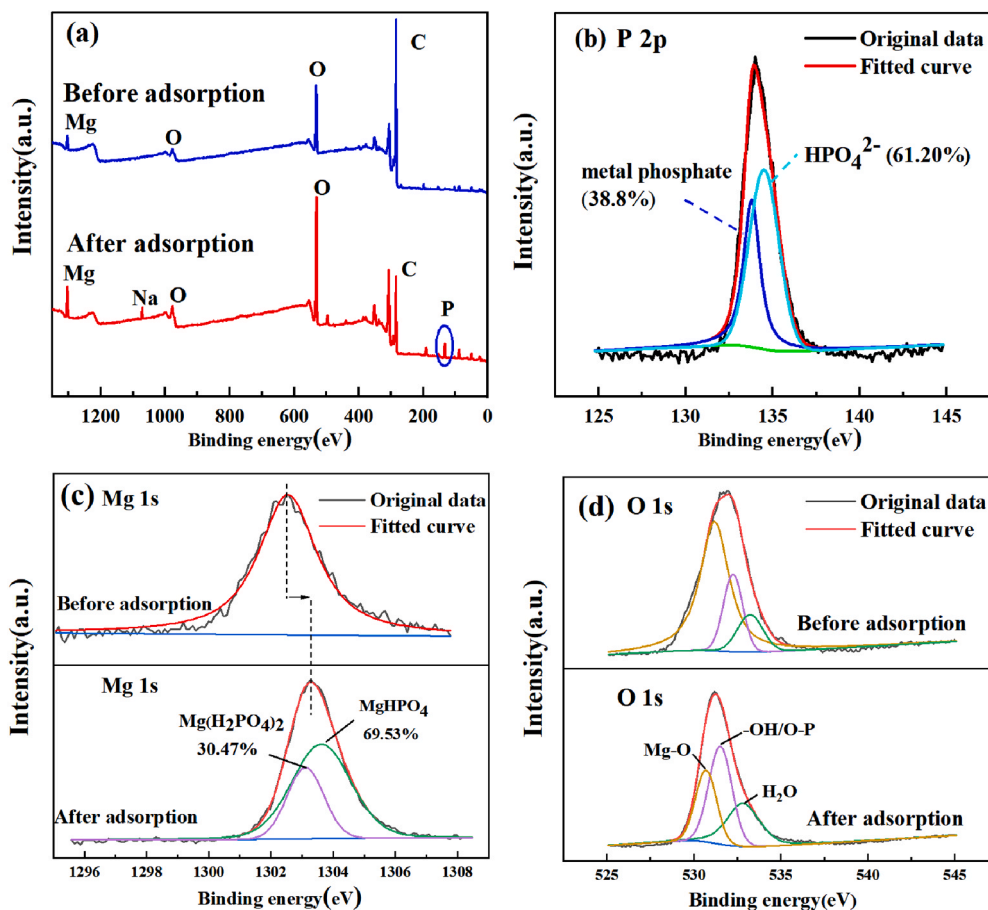 (a)
C
O
Before adsorption
Mg
O
O
After adsorption
Mg
Na
O
C
P
Intensity(a.u.)
1200 1000 800 600 400 200 0
Binding energy(eV)
(b) P 2p
Original data
Fitted curve
HPO₄²⁻ (61.20%)
metal phosphate
(38.8%)
Intensity(a.u.)
125 130 135 140 145
Binding energy(eV)
(c) Mg 1s
Original data
Fitted curve
Before adsorption
Mg 1s
Mg(H₂PO₄)₂
30.47%
MgHPO₄
69.53%
After adsorption
Intensity(a.u.)
1296 1298 1300 1302 1304 1306 1308
Binding energy(eV)
(d) O 1s
Original data
Fitted curve
Before adsorption
O 1s
-OH/O-P
Mg-O
H₂O
After adsorption
Intensity(a.u.)
525 530 535 540 545
Binding energy(eV)